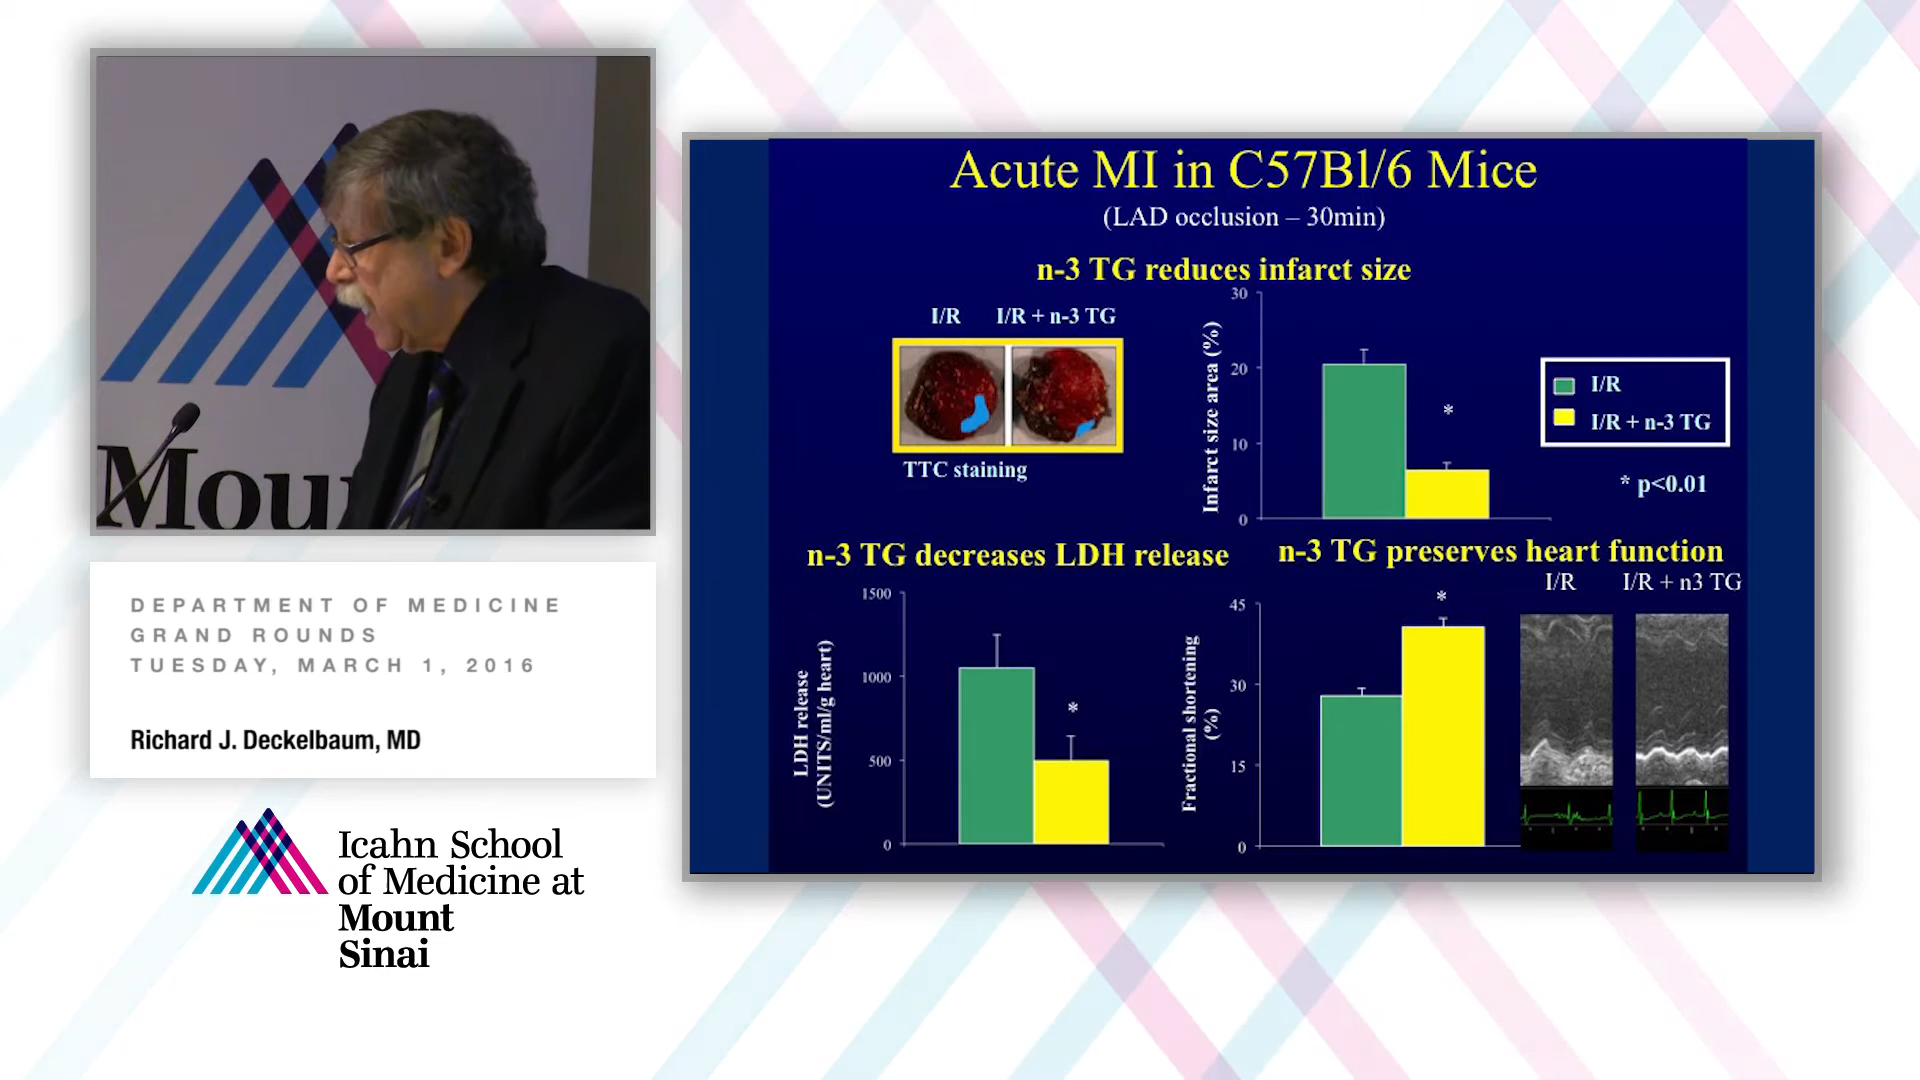 Mou
DEPARTMENT OF MEDICINE
GRAND ROUNDS
TUESDAY, MARCH 1, 2016
Richard J. Deckelbaum, MD
Icahn School
of Medicine at
Mount
Sinai
Acute MI in C57Bl/6 Mice
(LAD occlusion – 30min)
n-3 TG reduces infarct size
I/R I/R + n-3 TG
TTC staining
Infarct size area (%)
30
20
10
0
*
I/R
I/R + n-3 TG
* p<0.01
n-3 TG decreases LDH release
LDH release
(UNITS/ml/g heart)
1500
1000
500
0
*
n-3 TG preserves heart function
I/R I/R + n3 TG
Fractional shortening
(%)
45
30
15
0
*